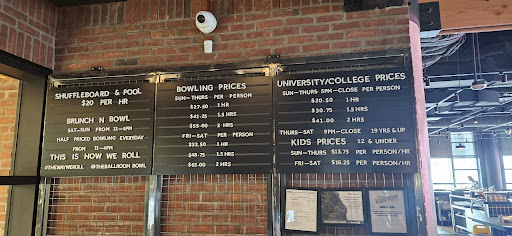 SHUFFLEBOARD & POOL
$20 PER HR
BRUNCH N BOWL
SAT-SUN FROM 11-4PM
HALF PRICED BOWLING EVERYDAY
FROM 11-4PM
THIS IS HOW WE ROLL
#THEWAYWEROLL @THEBALLROOM BOWL
BOWLING PRICES
SUN-THURS PER PERSON
$27.50 1 HR
$41.25 1.5 HRS
$55.00 2 HRS
FRI-SAT PER PERSON
$32.50 1 HR
$48.75 1.5 HRS
$65.00 2 HRS
UNIVERSITY/COLLEGE PRICES
SUN-THURS 9PM-CLOSE PER PERSON
$20.50 1 HR
$30.75 1.5 HRS
$41.00 2 HRS
THURS-SAT 9PM-CLOSE 19 YRS & UP
KIDS PRICES 12 & UNDER
SUN-THURS $13.75 PER PERSON/HR
FRI-SAT $16.25 PER PERSON/HR